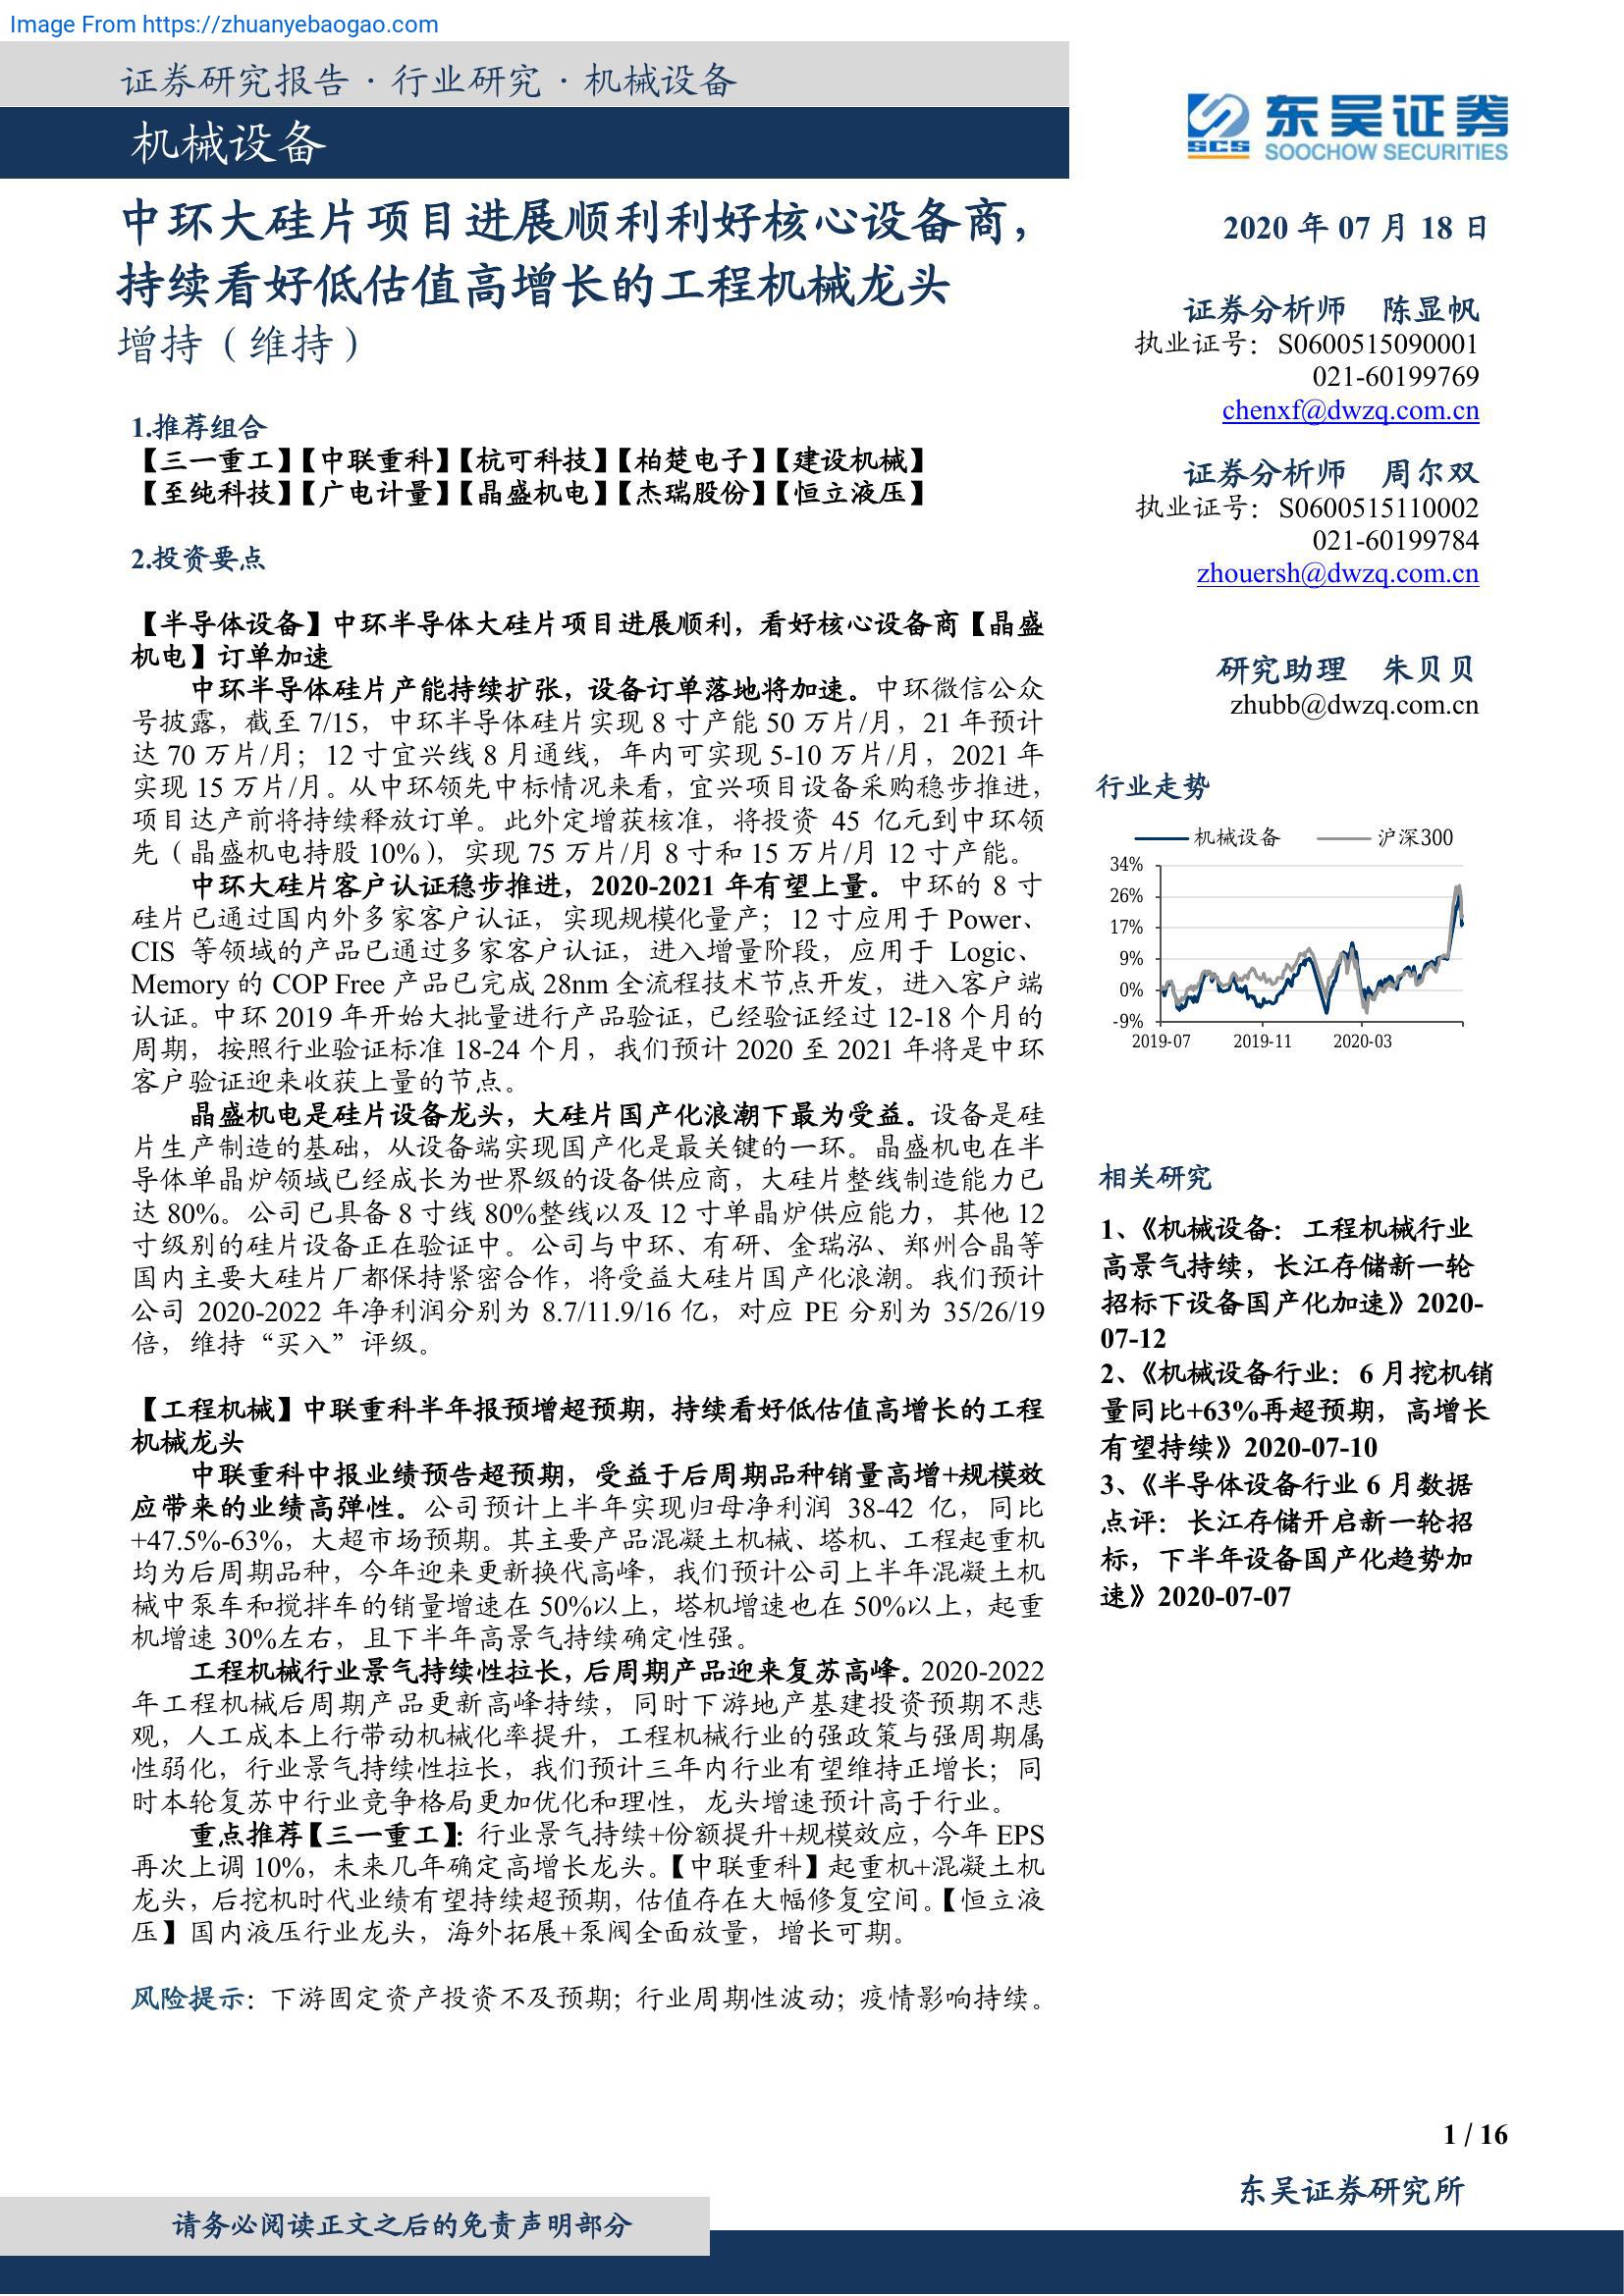 Image From https://zhuanyebaogao.com
证券研究报告·行业研究·机械设备
机械设备
中环大硅片项目进展顺利利好核心设备商，
持续看好低估值高增长的工程机械龙头
增持（维持）
1.推荐组合
【三一重工】【中联重科】【杭可科技】【柏楚电子】【建设机械】
【至纯科技】【广电计量】【晶盛机电】【杰瑞股份】【恒立液压】
2.投资要点
【半导体设备】中环半导体大硅片项目进展顺利，看好核心设备商【晶盛
机电】订单加速
中环半导体硅片产能持续扩张，设备订单落地将加速。中环微信公众
号披露，截至 7/15，中环半导体硅片实现 8 寸产能 50 万片/月，21 年预计
达 70 万片/月；12 寸宜兴线 8 月通线，年内可实现 5-10 万片/月，2021 年
实现 15 万片/月。从中环领先中标情况来看，宜兴项目设备采购稳步推进，
项目达产前将持续释放订单。此外定增获核准，将投资 45 亿元到中环领
先（晶盛机电持股 10%），实现 75 万片/月 8 寸和 15 万片/月 12 寸产能。
中环大硅片客户认证稳步推进，2020-2021 年有望上量。中环的 8 寸
硅片已通过国内外多家客户认证，实现规模化量产；12 寸应用于 Power、
CIS 等领域的产品已通过多家客户认证，进入增量阶段，应用于 Logic、
Memory 的 COP Free 产品已完成 28nm 全流程技术节点开发，进入客户端
认证。中环 2019 年开始大批量进行产品验证，已经验证经过 12-18 个月的
周期，按照行业验证标准 18-24 个月，我们预计 2020 至 2021 年将是中环
客户验证迎来收获上量的节点。
晶盛机电是硅片设备龙头，大硅片国产化浪潮下最为受益。设备是硅
片生产制造的基础，从设备端实现国产化是最关键的一环。晶盛机电在半
导体单晶炉领域已经成长为世界级的设备供应商，大硅片整线制造能力已
达 80%。公司已具备 8 寸线 80%整线以及 12 寸单晶炉供应能力，其他 12
寸级别的硅片设备正在验证中。公司与中环、有研、金瑞泓、郑州合晶等
国内主要大硅片厂都保持紧密合作，将受益大硅片国产化浪潮。我们预计
公司 2020-2022 年净利润分别为 8.7/11.9/16 亿，对应 PE 分别为 35/26/19
倍，维持“买入”评级。
【工程机械】中联重科半年报预增超预期，持续看好低估值高增长的工程
机械龙头
中联重科中报业绩预告超预期，受益于后周期品种销量高增+规模效
应带来的业绩高弹性。公司预计上半年实现归母净利润 38-42 亿，同比
+47.5%-63%，大超市场预期。其主要产品混凝土机械、塔机、工程起重机
均为后周期品种，今年迎来更新换代高峰，我们预计公司上半年混凝土机
械中泵车和搅拌车的销量增速在 50%以上，塔机增速也在 50%以上，起重
机增速 30%左右，且下半年高景气持续确定性强。
工程机械行业景气持续性拉长，后周期产品迎来复苏高峰。2020-2022
年工程机械后周期产品更新高峰持续，同时下游地产基建投资预期不悲
观，人工成本上行带动机械化率提升，工程机械行业的强政策与强周期属
性弱化，行业景气持续性拉长，我们预计三年内行业有望维持正增长；同
时本轮复苏中行业竞争格局更加优化和理性，龙头增速预计高于行业。
重点推荐【三一重工】：行业景气持续+份额提升+规模效应，今年 EPS
再次上调 10%，未来几年确定高增长龙头。【中联重科】起重机+混凝土机
龙头，后挖机时代业绩有望持续超预期，估值存在大幅修复空间。【恒立液
压】国内液压行业龙头，海外拓展+泵阀全面放量，增长可期。
风险提示：下游固定资产投资不及预期；行业周期性波动；疫情影响持续。
SCS 东吴证券
SOOCHOW SECURITIES
2020 年 07 月 18 日
证券分析师 陈显帆
执业证号：S0600515090001
021-60199769
chenxf@dwzq.com.cn
证券分析师 周尔双
执业证号：S0600515110002
021-60199784
zhouersh@dwzq.com.cn
研究助理 朱贝贝
zhubb@dwzq.com.cn
行业走势
机械设备 沪深300
34%
26%
17%
9%
0%
-9%
2019-07 2019-11 2020-03
相关研究
1、《机械设备：工程机械行业
高景气持续，长江存储新一轮
招标下设备国产化加速》2020-
07-12
2、《机械设备行业：6 月挖机销
量同比+63%再超预期，高增长
有望持续》2020-07-10
3、《半导体设备行业 6 月数据
点评：长江存储开启新一轮招
标，下半年设备国产化趋势加
速》2020-07-07
1 / 16
东吴证券研究所
请务必阅读正文之后的免责声明部分